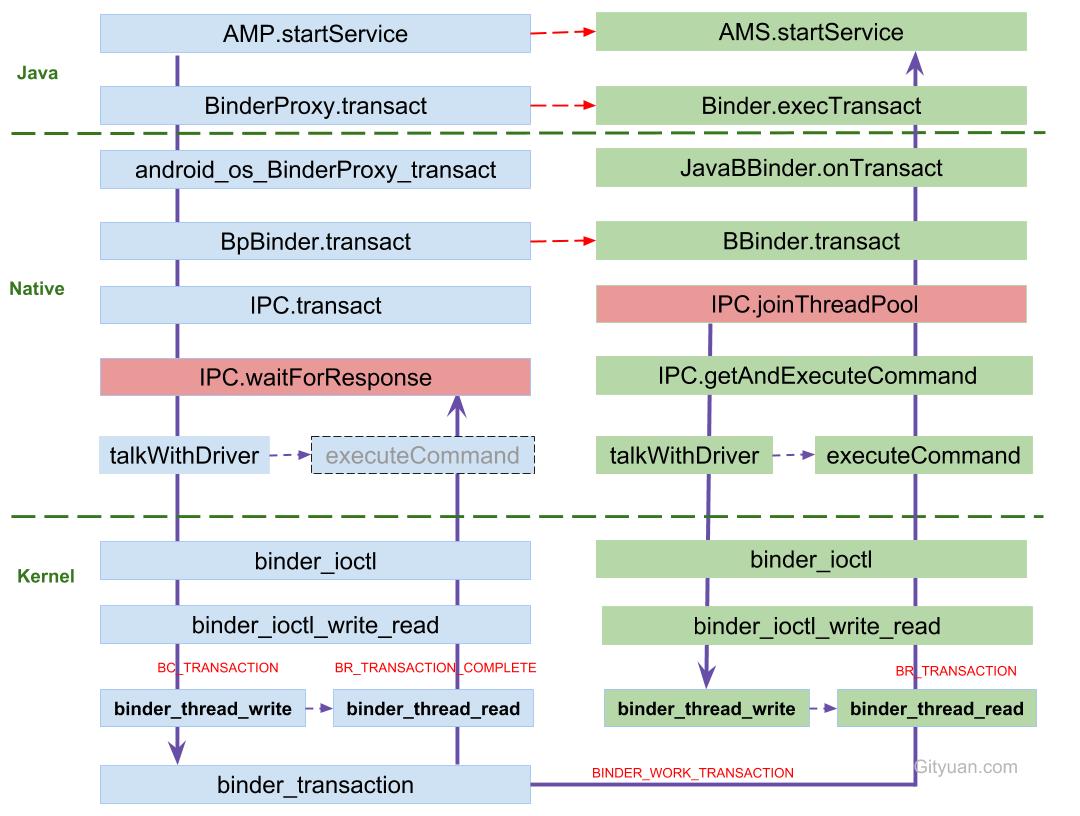 AMP.startService
AMS.startService
Java
BinderProxy.transact
Binder.execTransact
android_os_BinderProxy_transact
JavaBBinder.onTransact
BpBinder.transact
BBinder.transact
Native
IPC.transact
IPC.joinThreadPool
IPC.waitForResponse
IPC.getAndExecuteCommand
talkWithDriver
executeCommand
talkWithDriver
executeCommand
binder_ioctl
binder_ioctl
Kernel
binder_ioctl_write_read
binder_ioctl_write_read
BC_TRANSACTION
BR_TRANSACTION_COMPLETE
BR_TRANSACTION
binder_thread_write
binder_thread_read
binder_thread_write
binder_thread_read
binder_transaction
BINDER_WORK_TRANSACTION
Gityuan.com